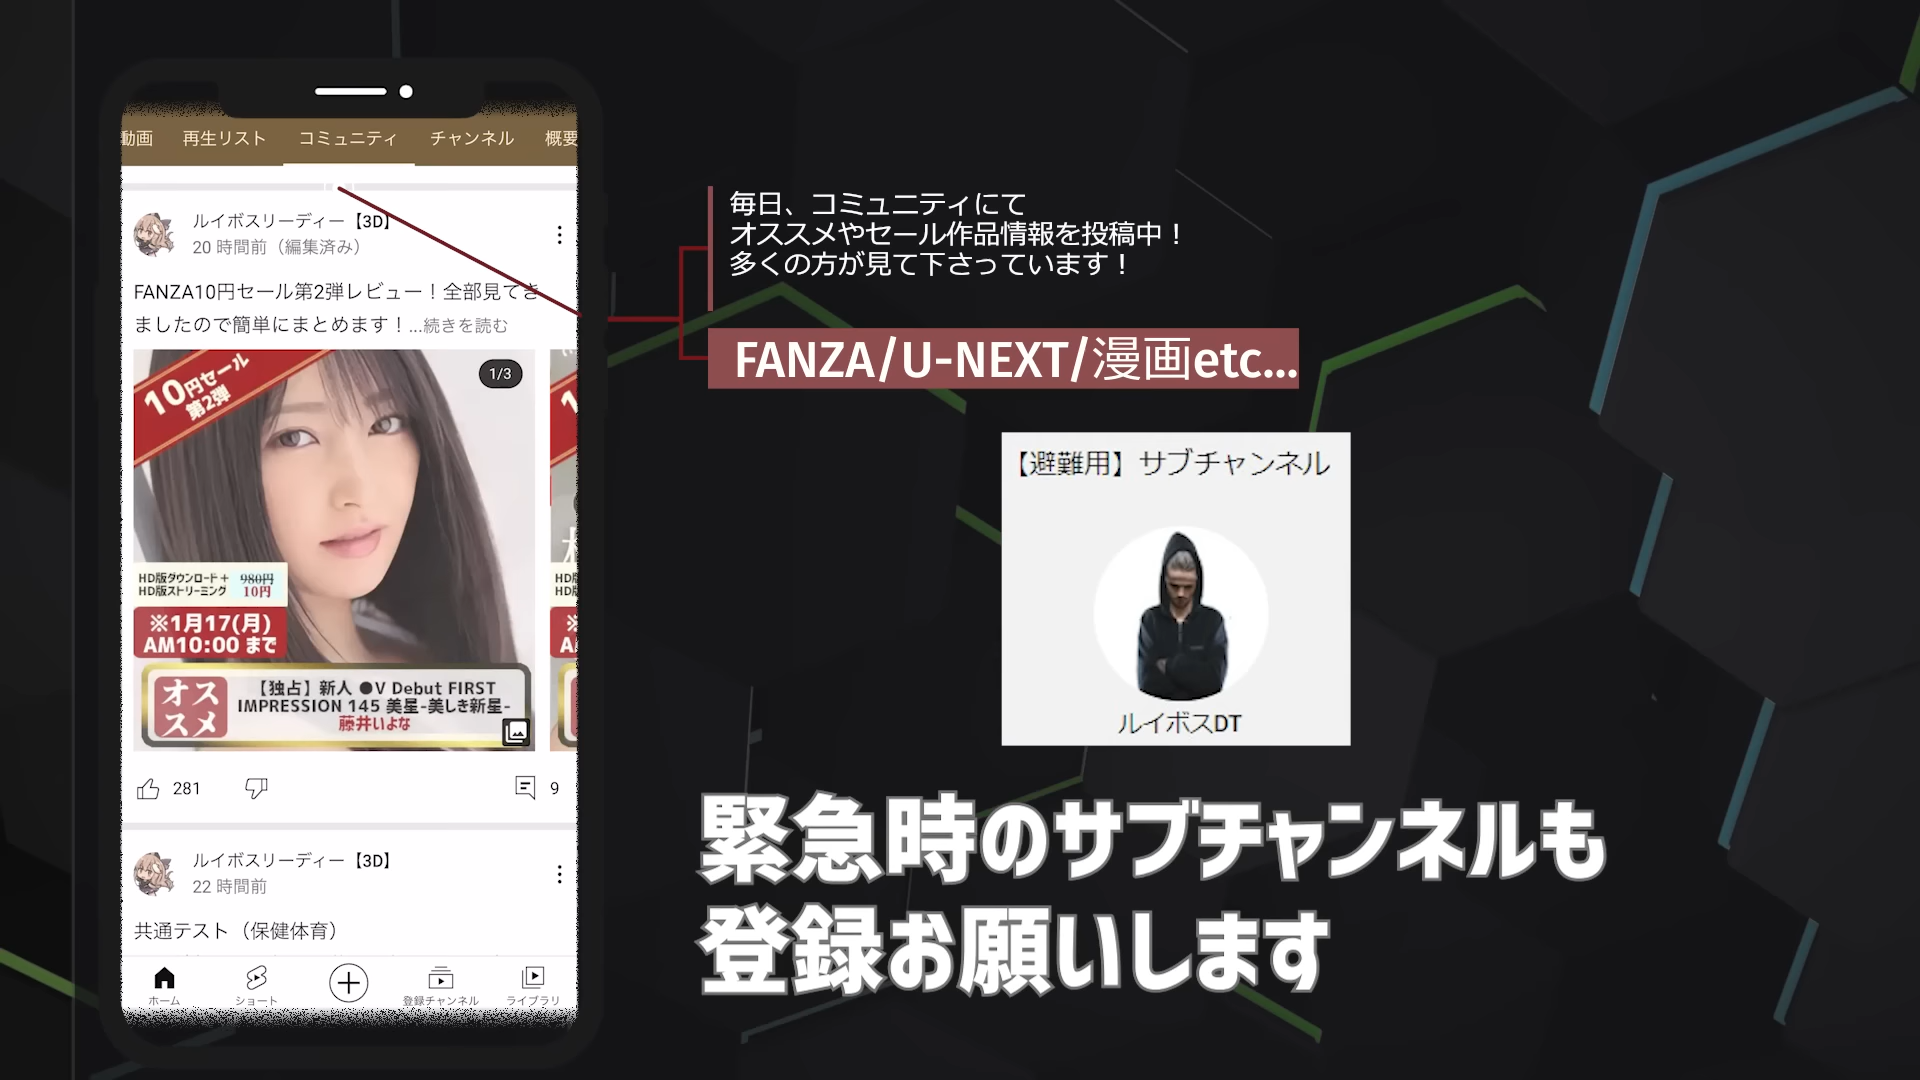 動画 再生リスト コミュニティ チャンネル 概要
ルイボスリーディー【3D】
20 時間前（編集済み）
FANZA10円セール第2弾レビュー！全部見てき
ましたので簡単にまとめます！...続きを読む
10円セール
第2弾
1/3
HD版ダウンロード＋
HD版ストリーミング
980円
10円
※1月17(月)
AM10:00 まで
オス
スメ
【独占】新人 ●V Debut FIRST
IMPRESSION 145 美星-美しき新星-
藤井いよな
281
9
ルイボスリーディー【3D】
22 時間前
共通テスト（保健体育）
ホーム ショート 登録チャンネル ライブラリ
毎日、コミュニティにて
オススメやセール作品情報を投稿中！
多くの方が見て下さっています！
FANZA/U-NEXT/漫画etc...
【避難用】サブチャンネル
ルイボスDT
緊急時のサブチャンネルも
登録お願いします